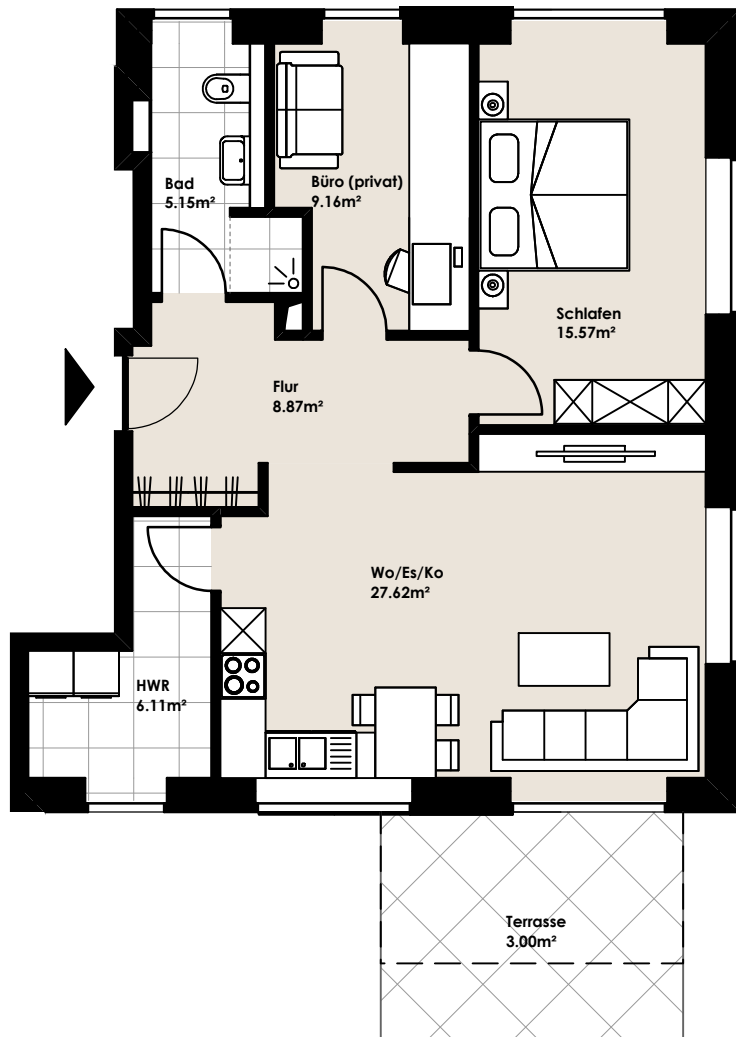 Bad
5.15m²
Büro (privat)
9.16m²
Schlafen
15.57m²
Flur
8.87m²
Wo/Es/Ko
27.62m²
HWR
6.11m²
Terrasse
3.00m²